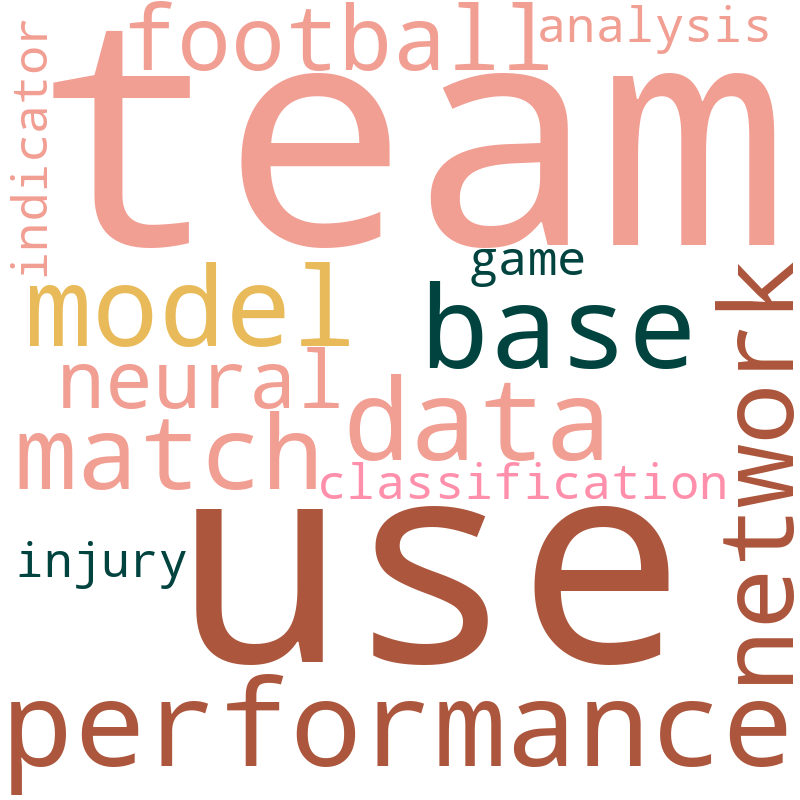 football
analysis
indicator
team
game
model
base
network
neural
data
match
classification
use
injury
performance